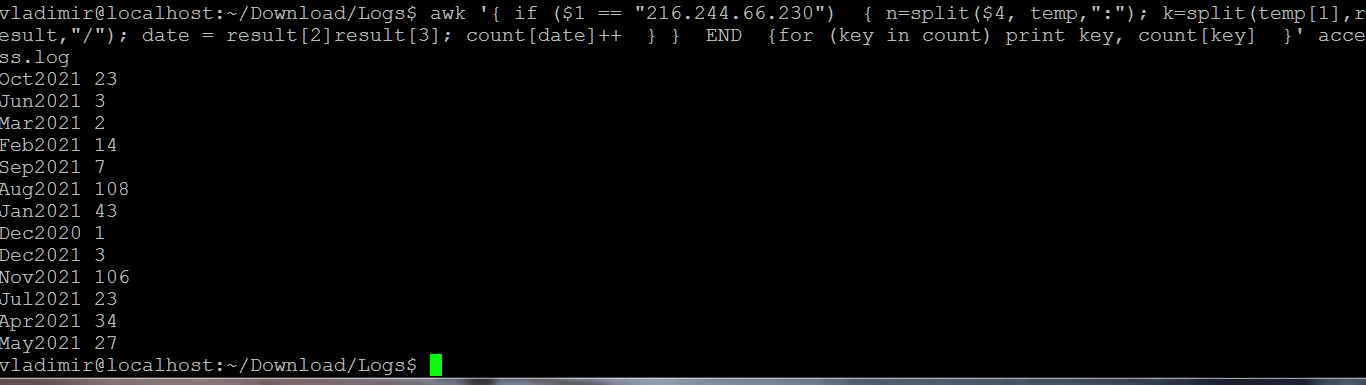 vladimir@localhost:~/Download/Logs$ awk '{ if ($1 == "216.244.66.230")  { n=split($4, temp,":"); k=split(temp[1],r
esult,"/"); date = result[2]result[3]; count[date]++  } }  END  {for (key in count) print key, count[key]  }' acce
ss.log
Oct2021 23
Jun2021 3
Mar2021 2
Feb2021 14
Sep2021 7
Aug2021 108
Jan2021 43
Dec2020 1
Dec2021 3
Nov2021 106
Jul2021 23
Apr2021 34
May2021 27
vladimir@localhost:~/Download/Logs$